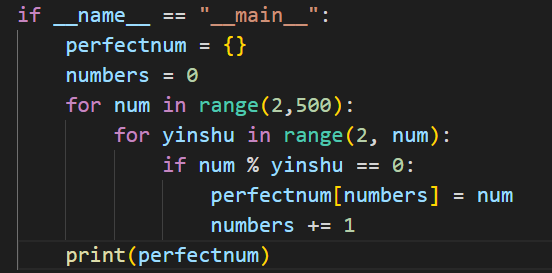 if __name__ == "__main__":
    perfectnum = {}
    numbers = 0
    for num in range(2,500):
        for yinshu in range(2, num):
            if num % yinshu == 0:
                perfectnum[numbers] = num
                numbers += 1
    print(perfectnum)